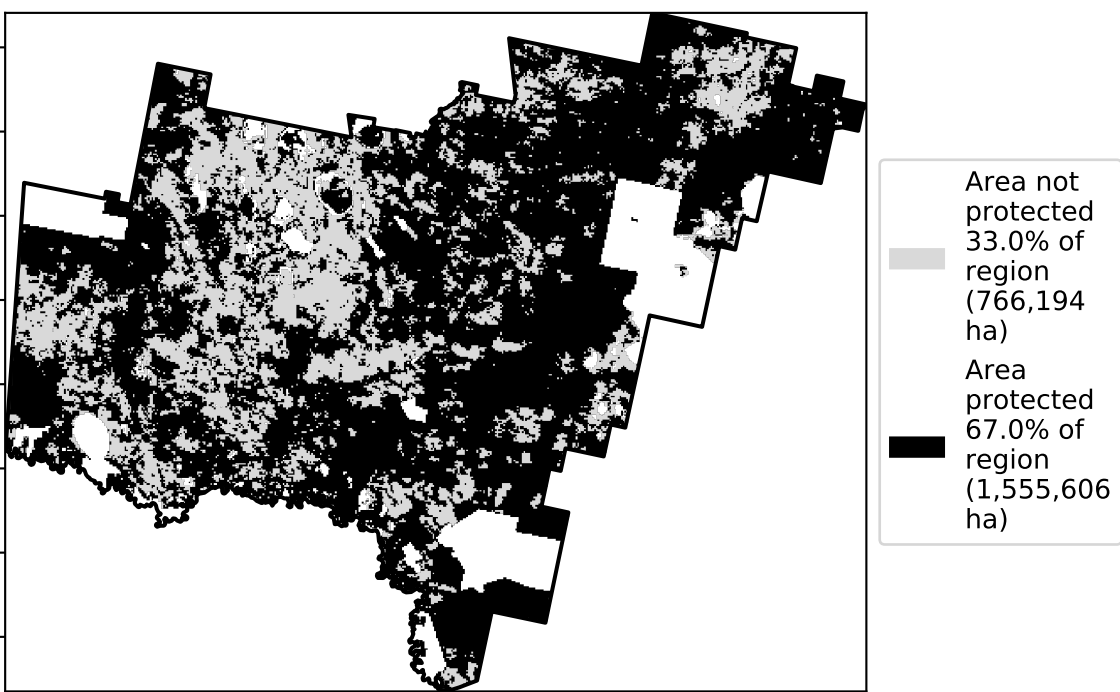 Area not
protected
33.0% of
region
(766,194
ha)
Area
protected
67.0% of
region
(1,555,606
ha)